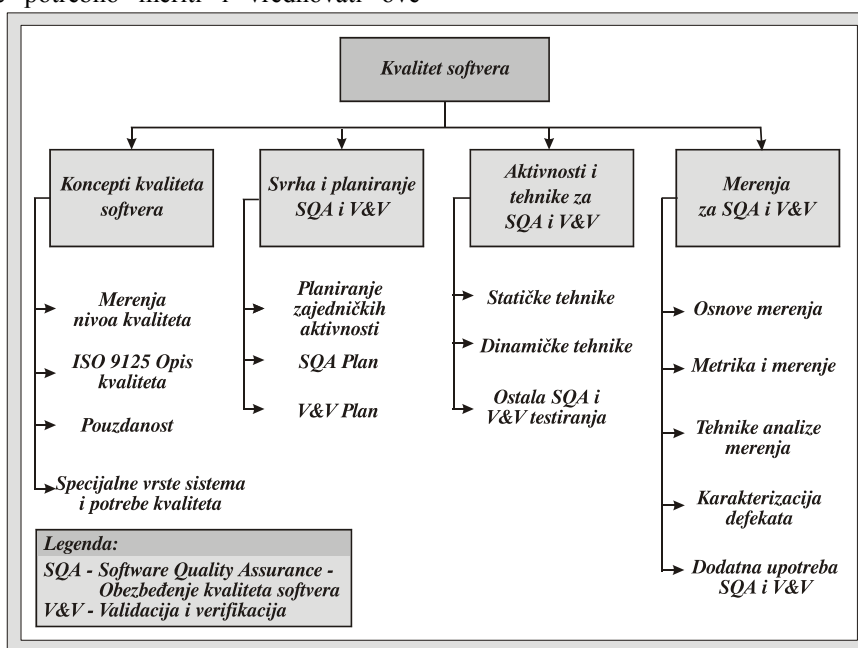 potrebno meriti i vrednovati ove
Kvalitet softvera
Koncepti kvaliteta
softvera
Merenja
nivoa kvaliteta
ISO 9125 Opis
kvaliteta
Pouzdanost
Specijalne vrste sistema
i potrebe kvaliteta
Svrha i planiranje
SQA i V&V
Planiranje
zajedničkih
aktivnosti
SQA Plan
V&V Plan
Aktivnosti i
tehnike za
SQA i V&V
Statičke tehnike
Dinamičke tehnike
Ostala SQA i
V&V testiranja
Merenja
za SQA i V&V
Osnove merenja
Metrika i merenje
Tehnike analize
merenja
Karakterizacija
defekata
Dodatna upotreba
SQA i V&V
Legenda:
SQA - Software Quality Assurance -
Obezbeđenje kvaliteta softvera
V&V - Validacija i verifikacija